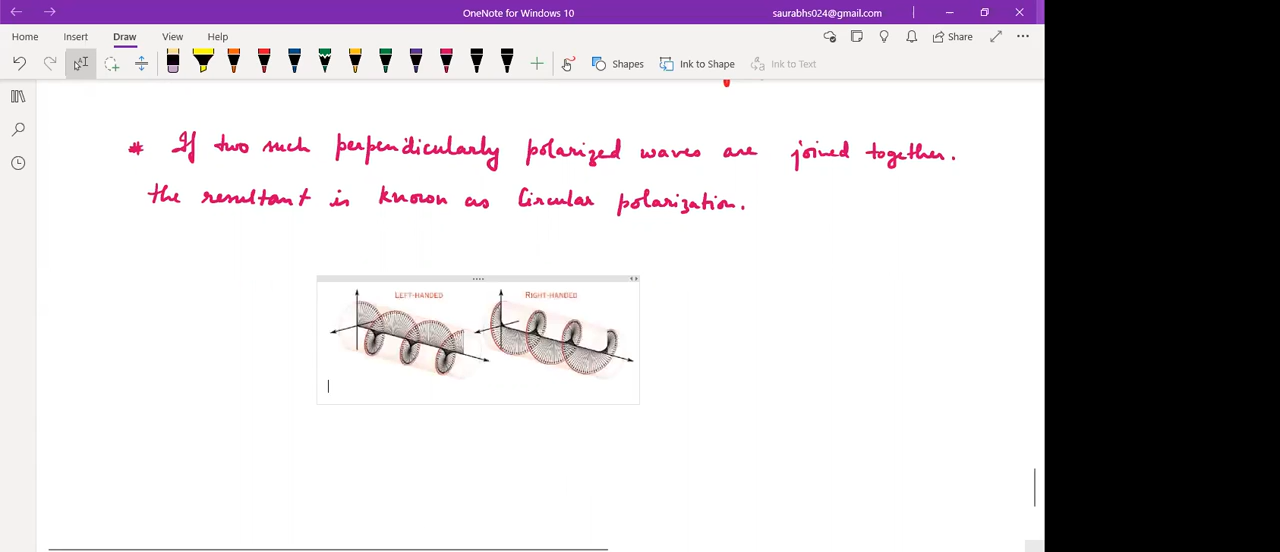 OneNote for Windows 10
saurabhs024@gmail.com
Home Insert Draw View Help
Share
Shapes
Ink to Shape
Ink to Text
* If two such perpendicularly polarized waves are joined together.
the resultant is known as Circular polarization.
LEFT-HANDED
RIGHT-HANDED